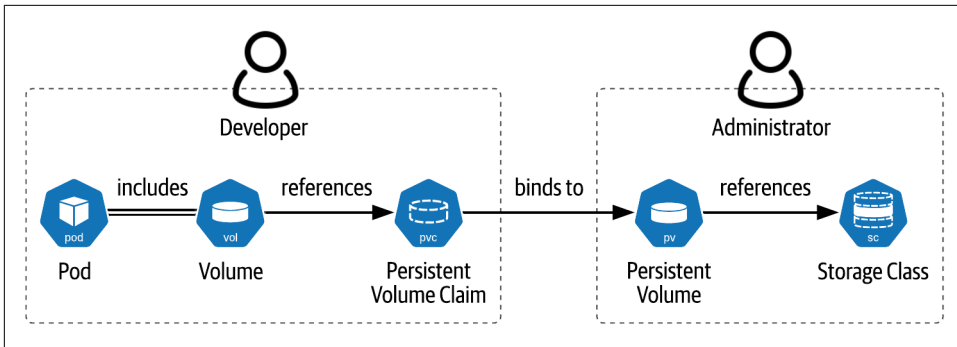 Developer
Administrator
includes
references
binds to
references
pod
vol
pvc
pv
sc
Pod
Volume
Persistent
Volume Claim
Persistent
Volume
Storage Class